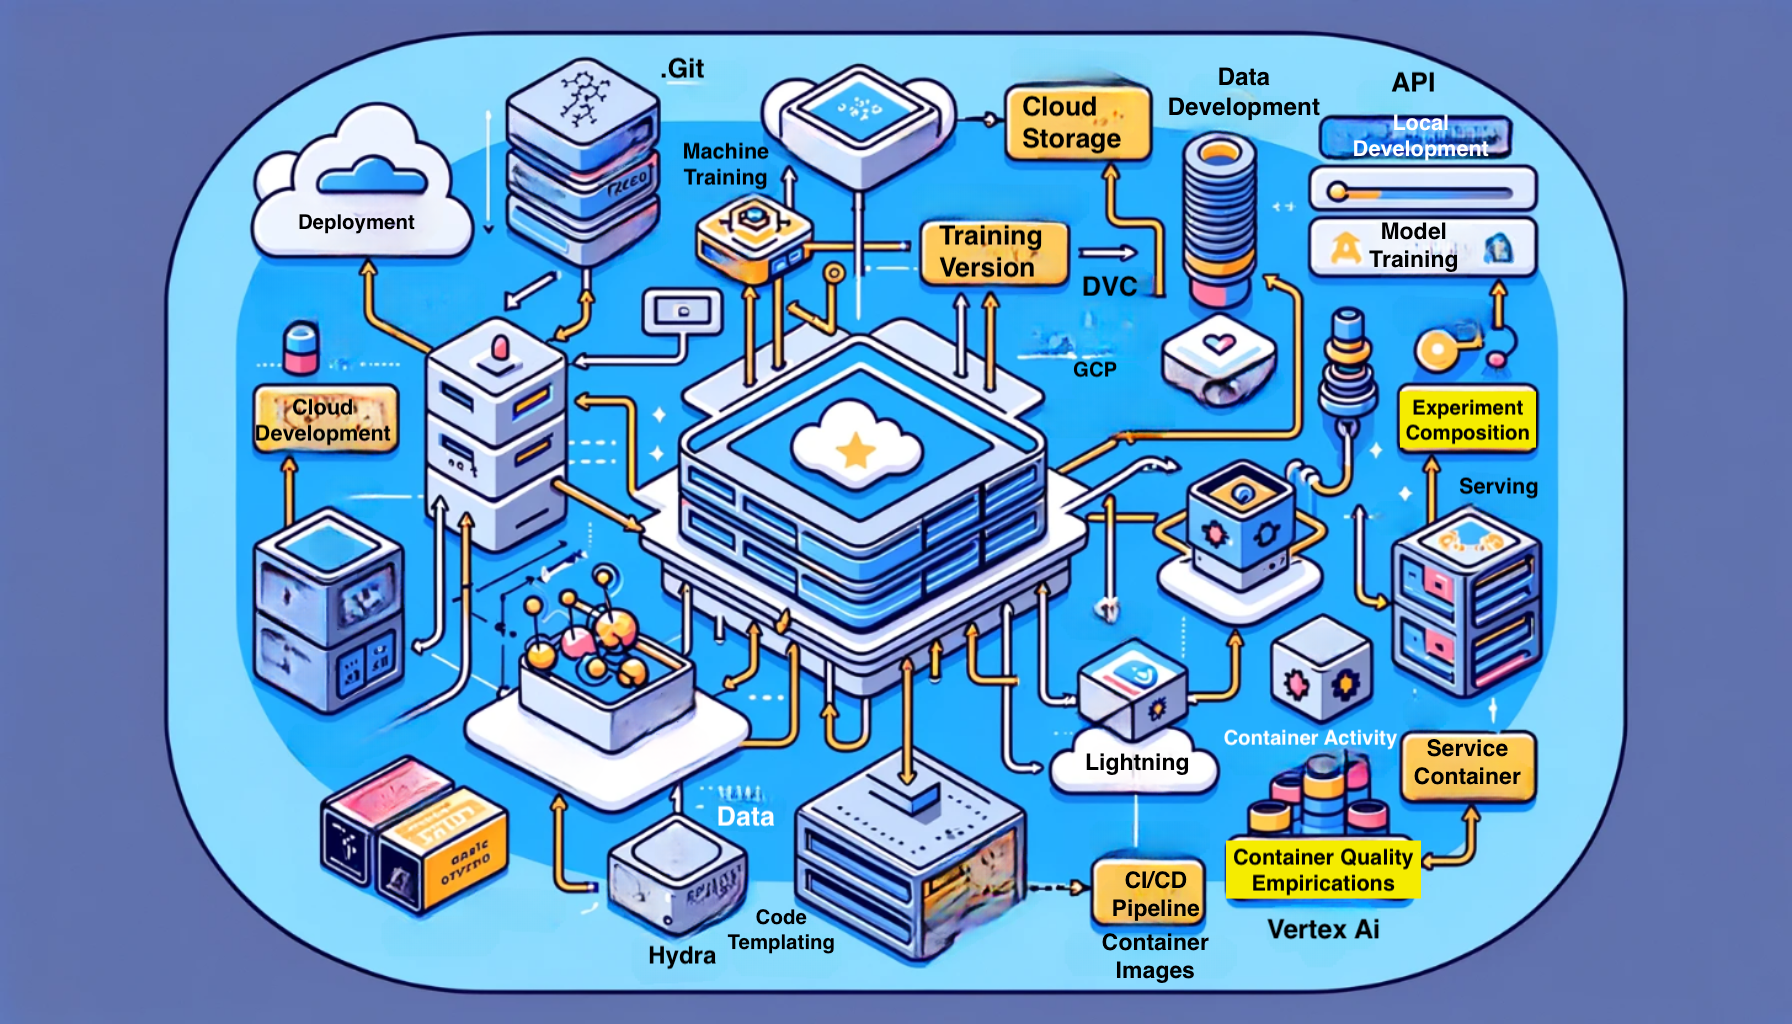 .Git
Cloud
Storage
Data
Development
API
Local
Development
Machine
Training
Deployment
Training
Version
Model
Training
DVC
GCP
Cloud
Development
Experiment
Composition
Serving
Container Activity
Lightning
Service
Container
Data
Container Quality
Empirications
CI/CD
Pipeline
Code
Templating
Hydra
Vertex Ai
Container
Images